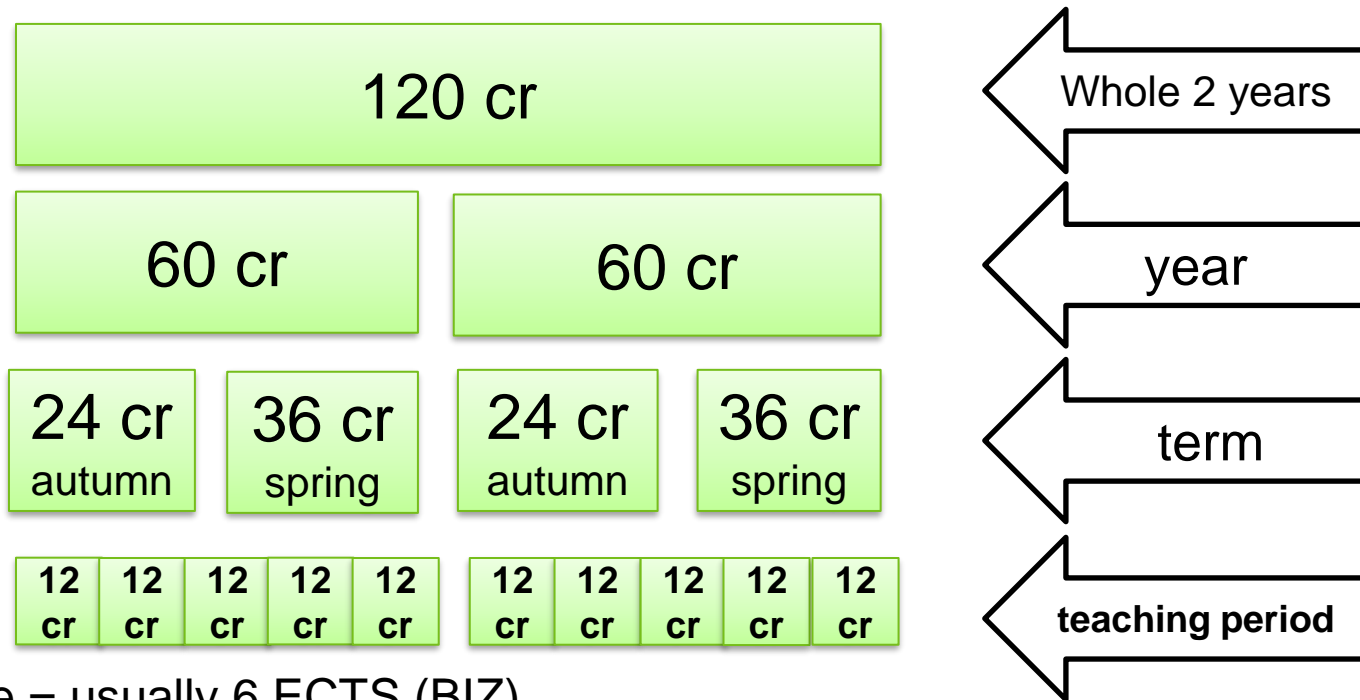 120 cr
Whole 2 years
60 cr
60 cr
year
24 cr
autumn
36 cr
spring
24 cr
autumn
36 cr
spring
term
12
cr
12
cr
12
cr
12
cr
12
cr
12
cr
12
cr
12
cr
12
cr
12
cr
teaching period
= usually 6 ECTS (BIZ)